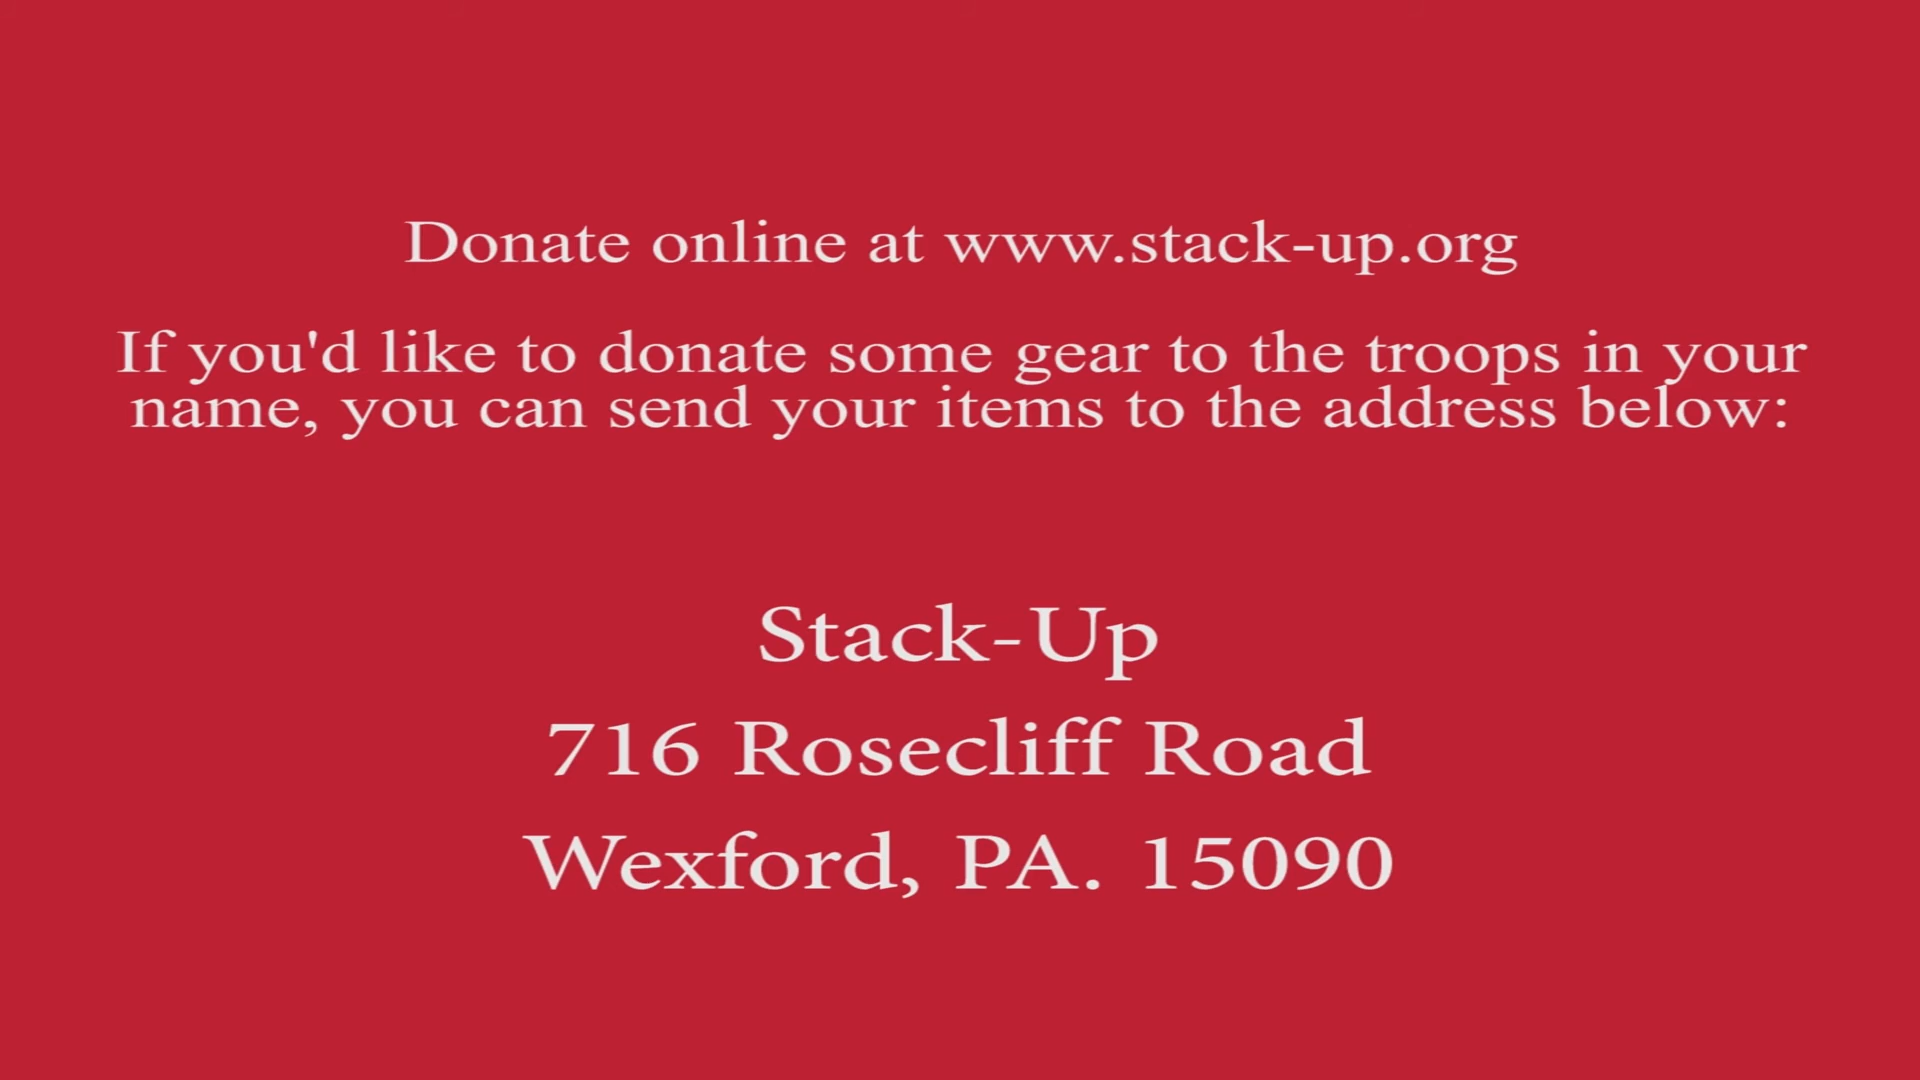 Donate online at www.stack-up.org
If you'd like to donate some gear to the troops in your
name, you can send your items to the address below:
Stack-Up
716 Rosecliff Road
Wexford, PA. 15090